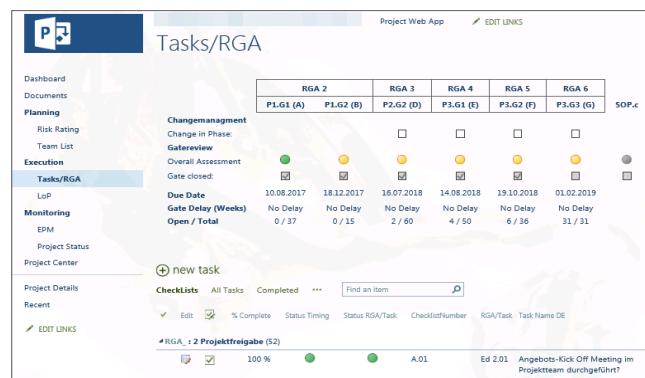 P
Project Web App
EDIT LINKS
Tasks/RGA
Dashboard
Documents
Planning
Risk Rating
Team List
Execution
Tasks/RGA
LoP
Monitoring
EPM
Project Status
Project Center
Project Details
Recent
EDIT LINKS
RGA 2 RGA 3 RGA 4 RGA 5 RGA 6
P1.G1 (A) P1.G2 (B) P2.G2 (D) P3.G1 (E) P3.G2 (F) P3.G3 (G) SOP.c
Changemanagment
Change in Phase:
Gatereview
Overall Assessment
Gate closed:
Due Date 10.08.2017 18.12.2017 16.07.2018 14.08.2018 19.10.2018 01.02.2019
Gate Delay (Weeks) No Delay No Delay No Delay No Delay No Delay No Delay
Open / Total 0 / 37 0 / 15 2 / 60 4 / 50 6 / 36 31 / 31
new task
CheckLists All Tasks Completed ••• Find an item
Edit % Complete Status Timing Status RGA/Task ChecklistNumber RGA/Task Task Name DE
RGA_ : 2 Projektfreigabe (52)
100 % A.01 Ed 2.01 Angebots-Kick Off Meeting im
Projektteam durchgeführt?